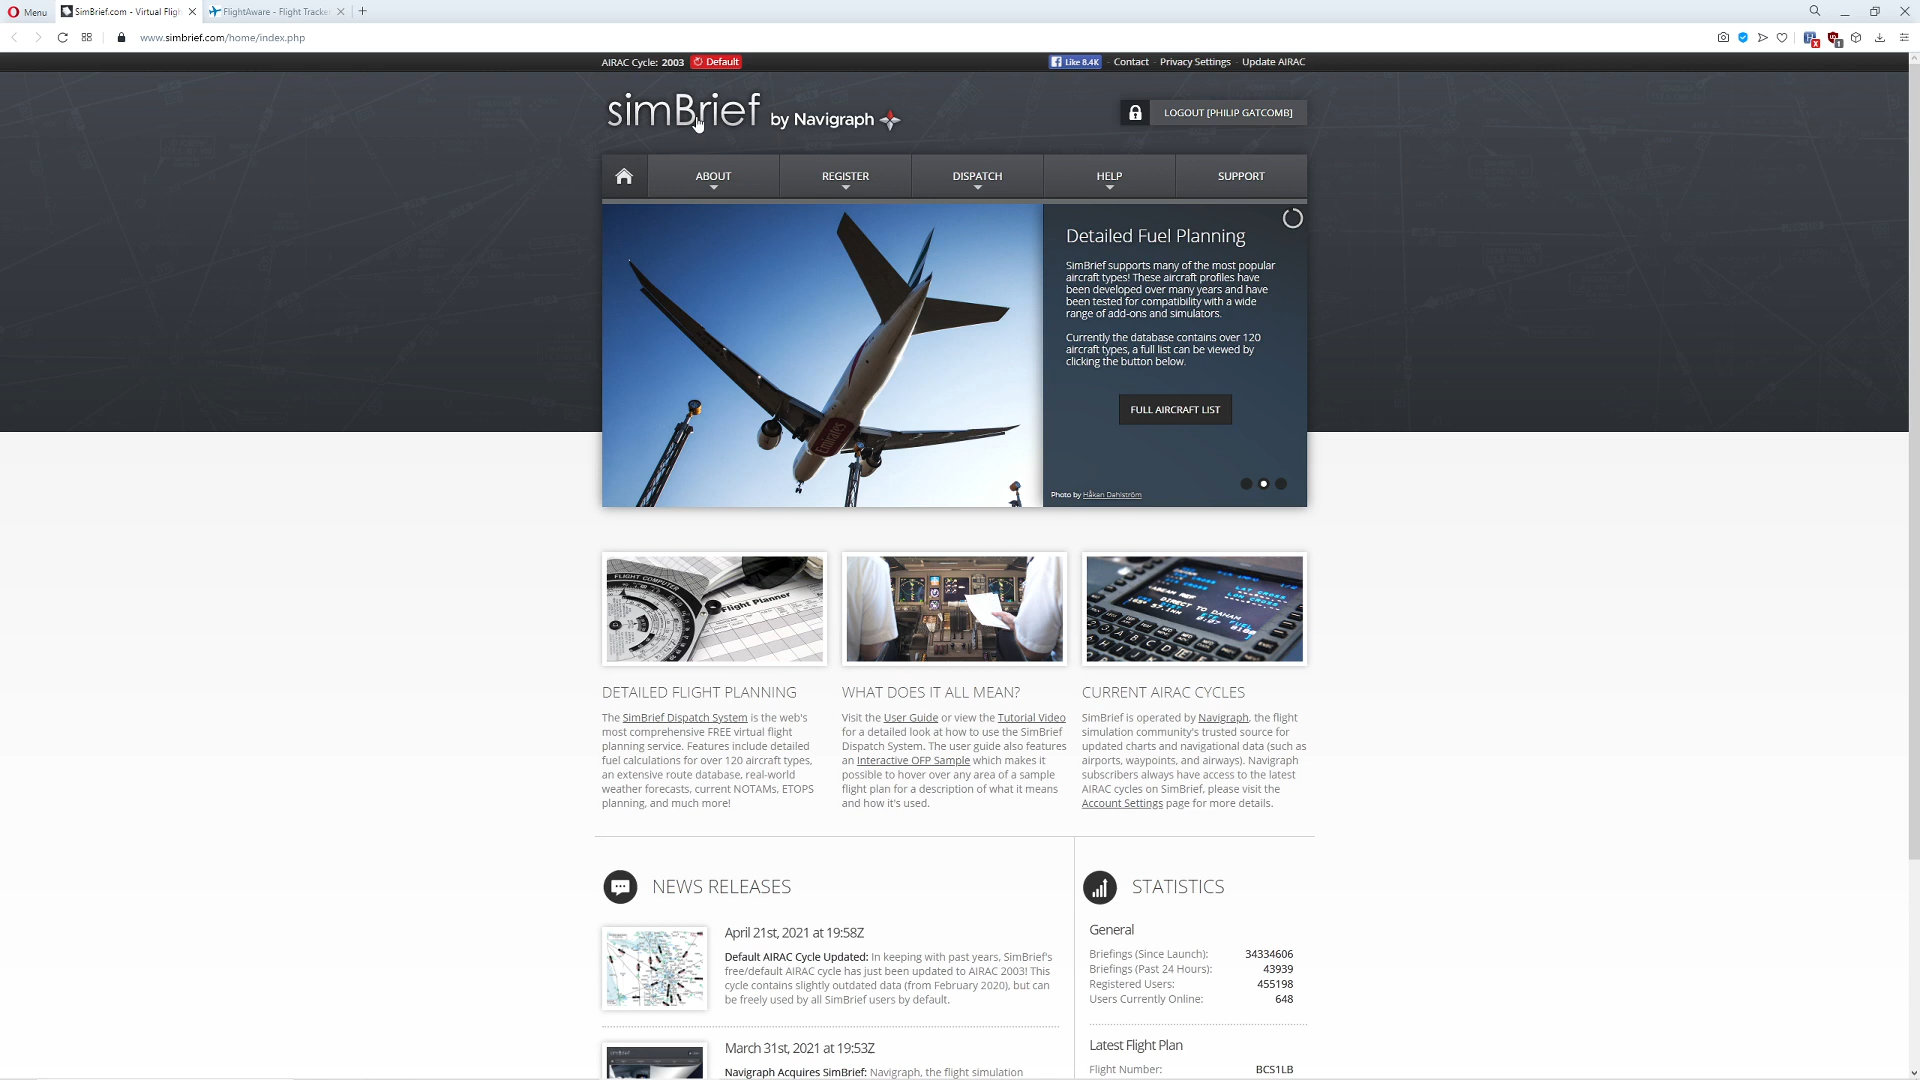 Menu
SimBrief.com - Virtual Fligh
FlightAware - Flight Tracke
www.simbrief.com/home/index.php
AIRAC Cycle: 2003 Default
Like 8.4K
Contact
Privacy Settings
Update AIRAC
simBrief by Navigraph
LOGOUT [PHILIP GATCOMB]
ABOUT
REGISTER
DISPATCH
HELP
SUPPORT
Emirates
Detailed Fuel Planning
SimBrief supports many of the most popular
aircraft types! These aircraft profiles have
been developed over many years and have
been tested for compatibility with a wide
range of add-ons and simulators.
Currently the database contains over 120
aircraft types, a full list can be viewed by
clicking the button below.
FULL AIRCRAFT LIST
Photo by Håkan Dahlström
FLIGHT COMPUTER
Flight Planner
DIRECT TO DAHAM
DETAILED FLIGHT PLANNING
The SimBrief Dispatch System is the web's
most comprehensive FREE virtual flight
planning service. Features include detailed
fuel calculations for over 120 aircraft types,
an extensive route database, real-world
weather forecasts, current NOTAMs, ETOPS
planning, and much more!
WHAT DOES IT ALL MEAN?
Visit the User Guide or view the Tutorial Video
for a detailed look at how to use the SimBrief
Dispatch System. The user guide also features
an Interactive OFP Sample which makes it
possible to hover over any area of a sample
flight plan for a description of what it means
and how it's used.
CURRENT AIRAC CYCLES
SimBrief is operated by Navigraph, the flight
simulation community's trusted source for
updated charts and navigational data (such as
airports, waypoints, and airways). Navigraph
subscribers always have access to the latest
AIRAC cycles on SimBrief, please visit the
Account Settings page for more details.
NEWS RELEASES
April 21st, 2021 at 19:58Z
Default AIRAC Cycle Updated: In keeping with past years, SimBrief's
free/default AIRAC cycle has just been updated to AIRAC 2003! This
cycle contains slightly outdated data (from February 2020), but can
be freely used by all SimBrief users by default.
March 31st, 2021 at 19:53Z
Navigraph Acquires SimBrief: Navigraph, the flight simulation
STATISTICS
General
Briefings (Since Launch): 34334606
Briefings (Past 24 Hours): 43939
Registered Users: 455198
Users Currently Online: 648
Latest Flight Plan
Flight Number: BCS1LB